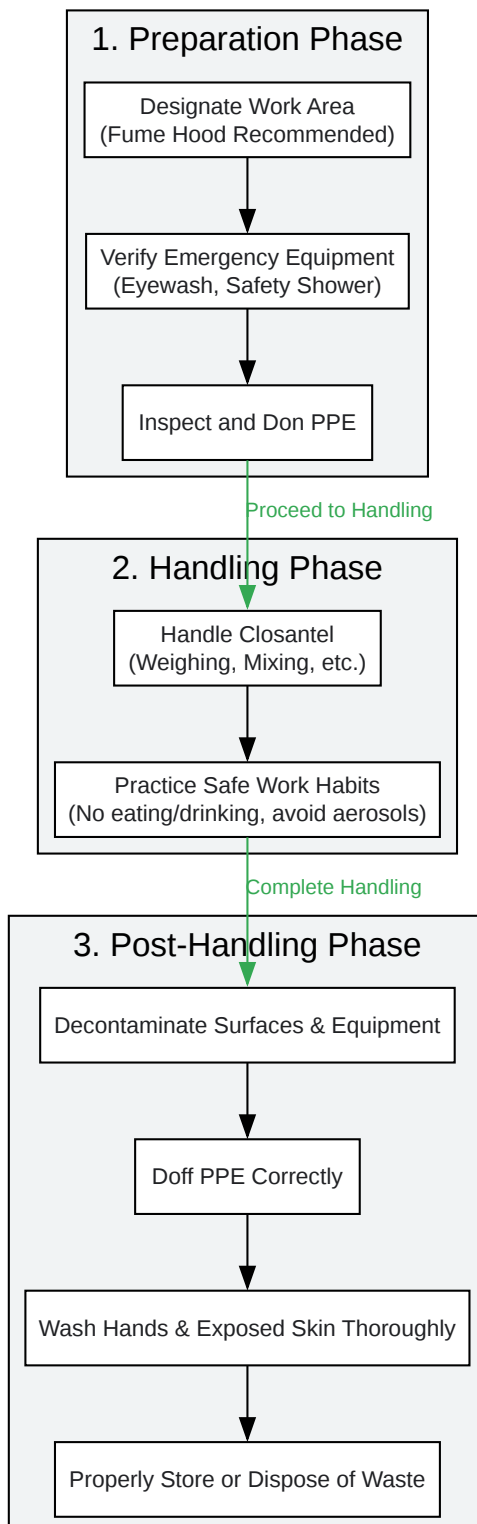 1. Preparation Phase
Designate Work Area
(Fume Hood Recommended)
Verify Emergency Equipment
(Eyewash, Safety Shower)
Inspect and Don PPE
Proceed to Handling
2. Handling Phase
Handle Closantel
(Weighing, Mixing, etc.)
Practice Safe Work Habits
(No eating/drinking, avoid aerosols)
Complete Handling
3. Post-Handling Phase
Decontaminate Surfaces & Equipment
Doff PPE Correctly
Wash Hands & Exposed Skin Thoroughly
Properly Store or Dispose of Waste